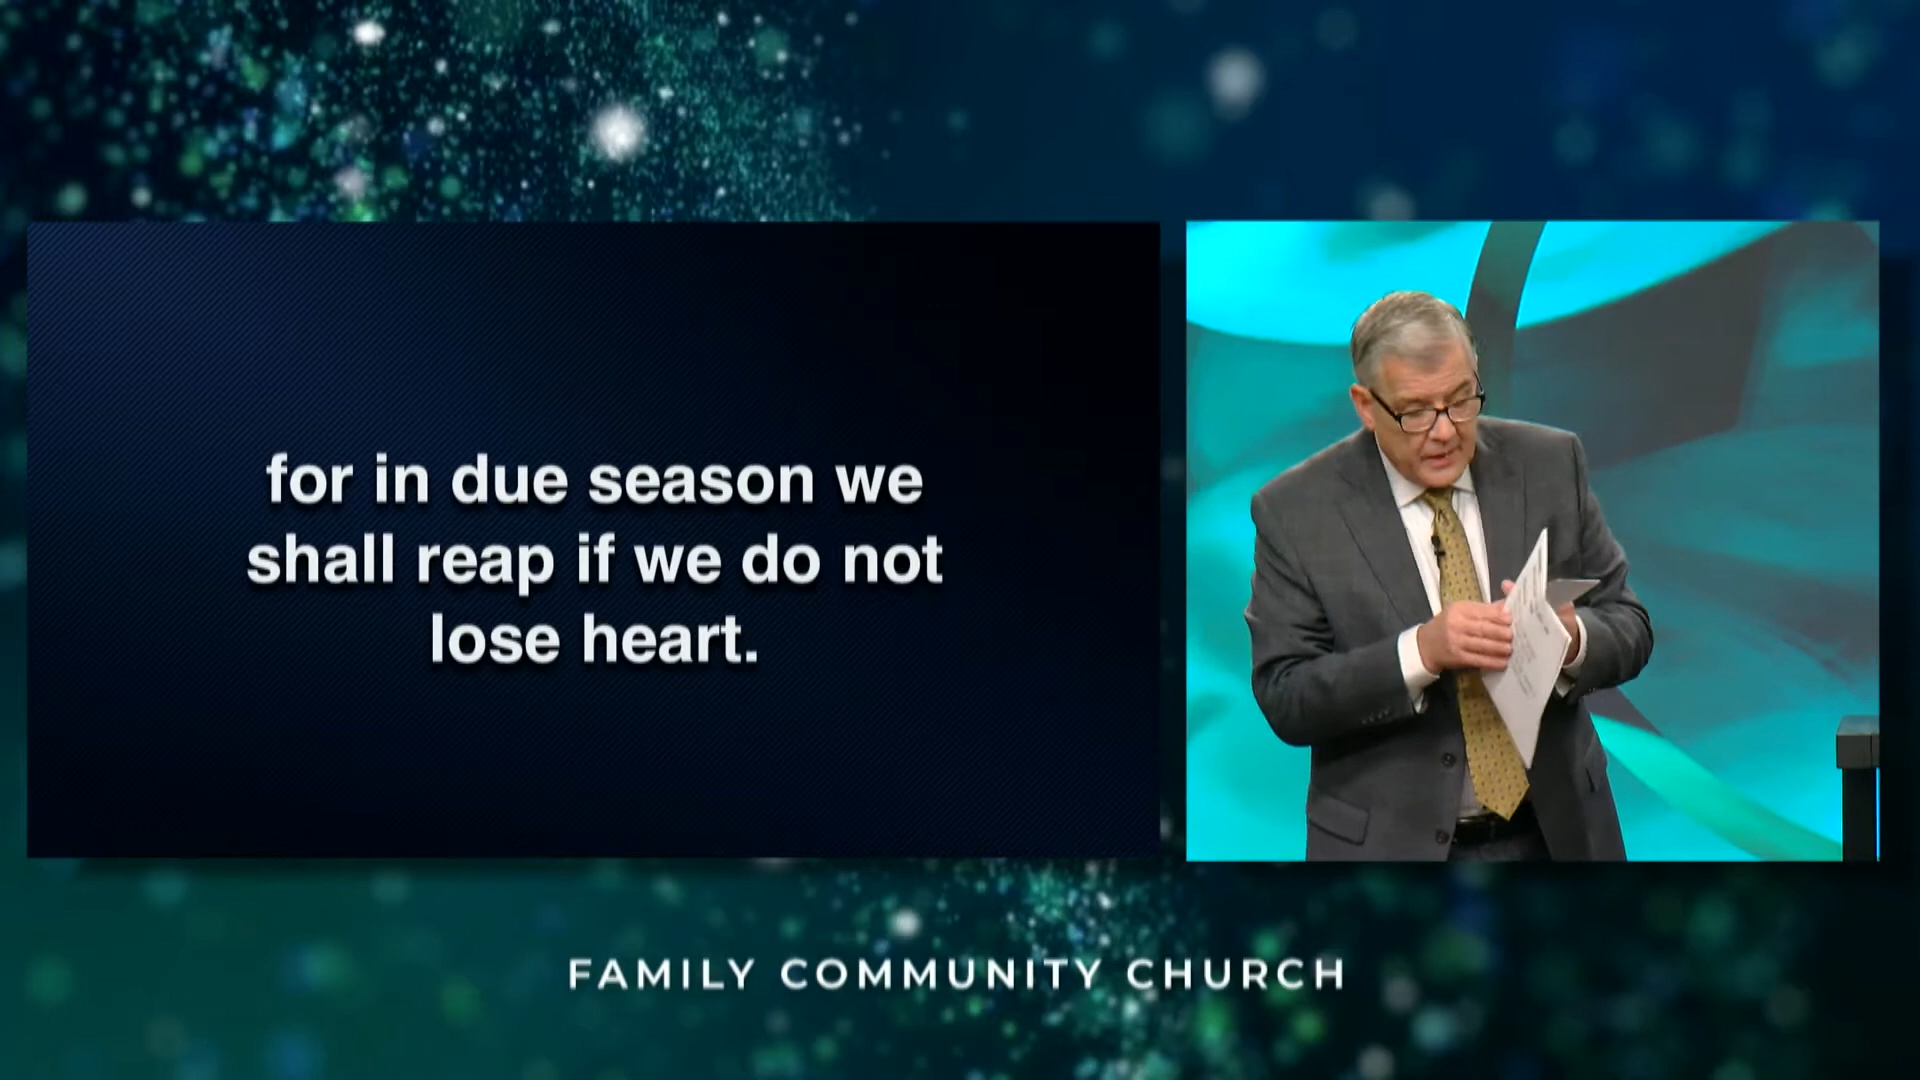 for in due season we
shall reap if we do not
lose heart.
FAMILY COMMUNITY CHURCH